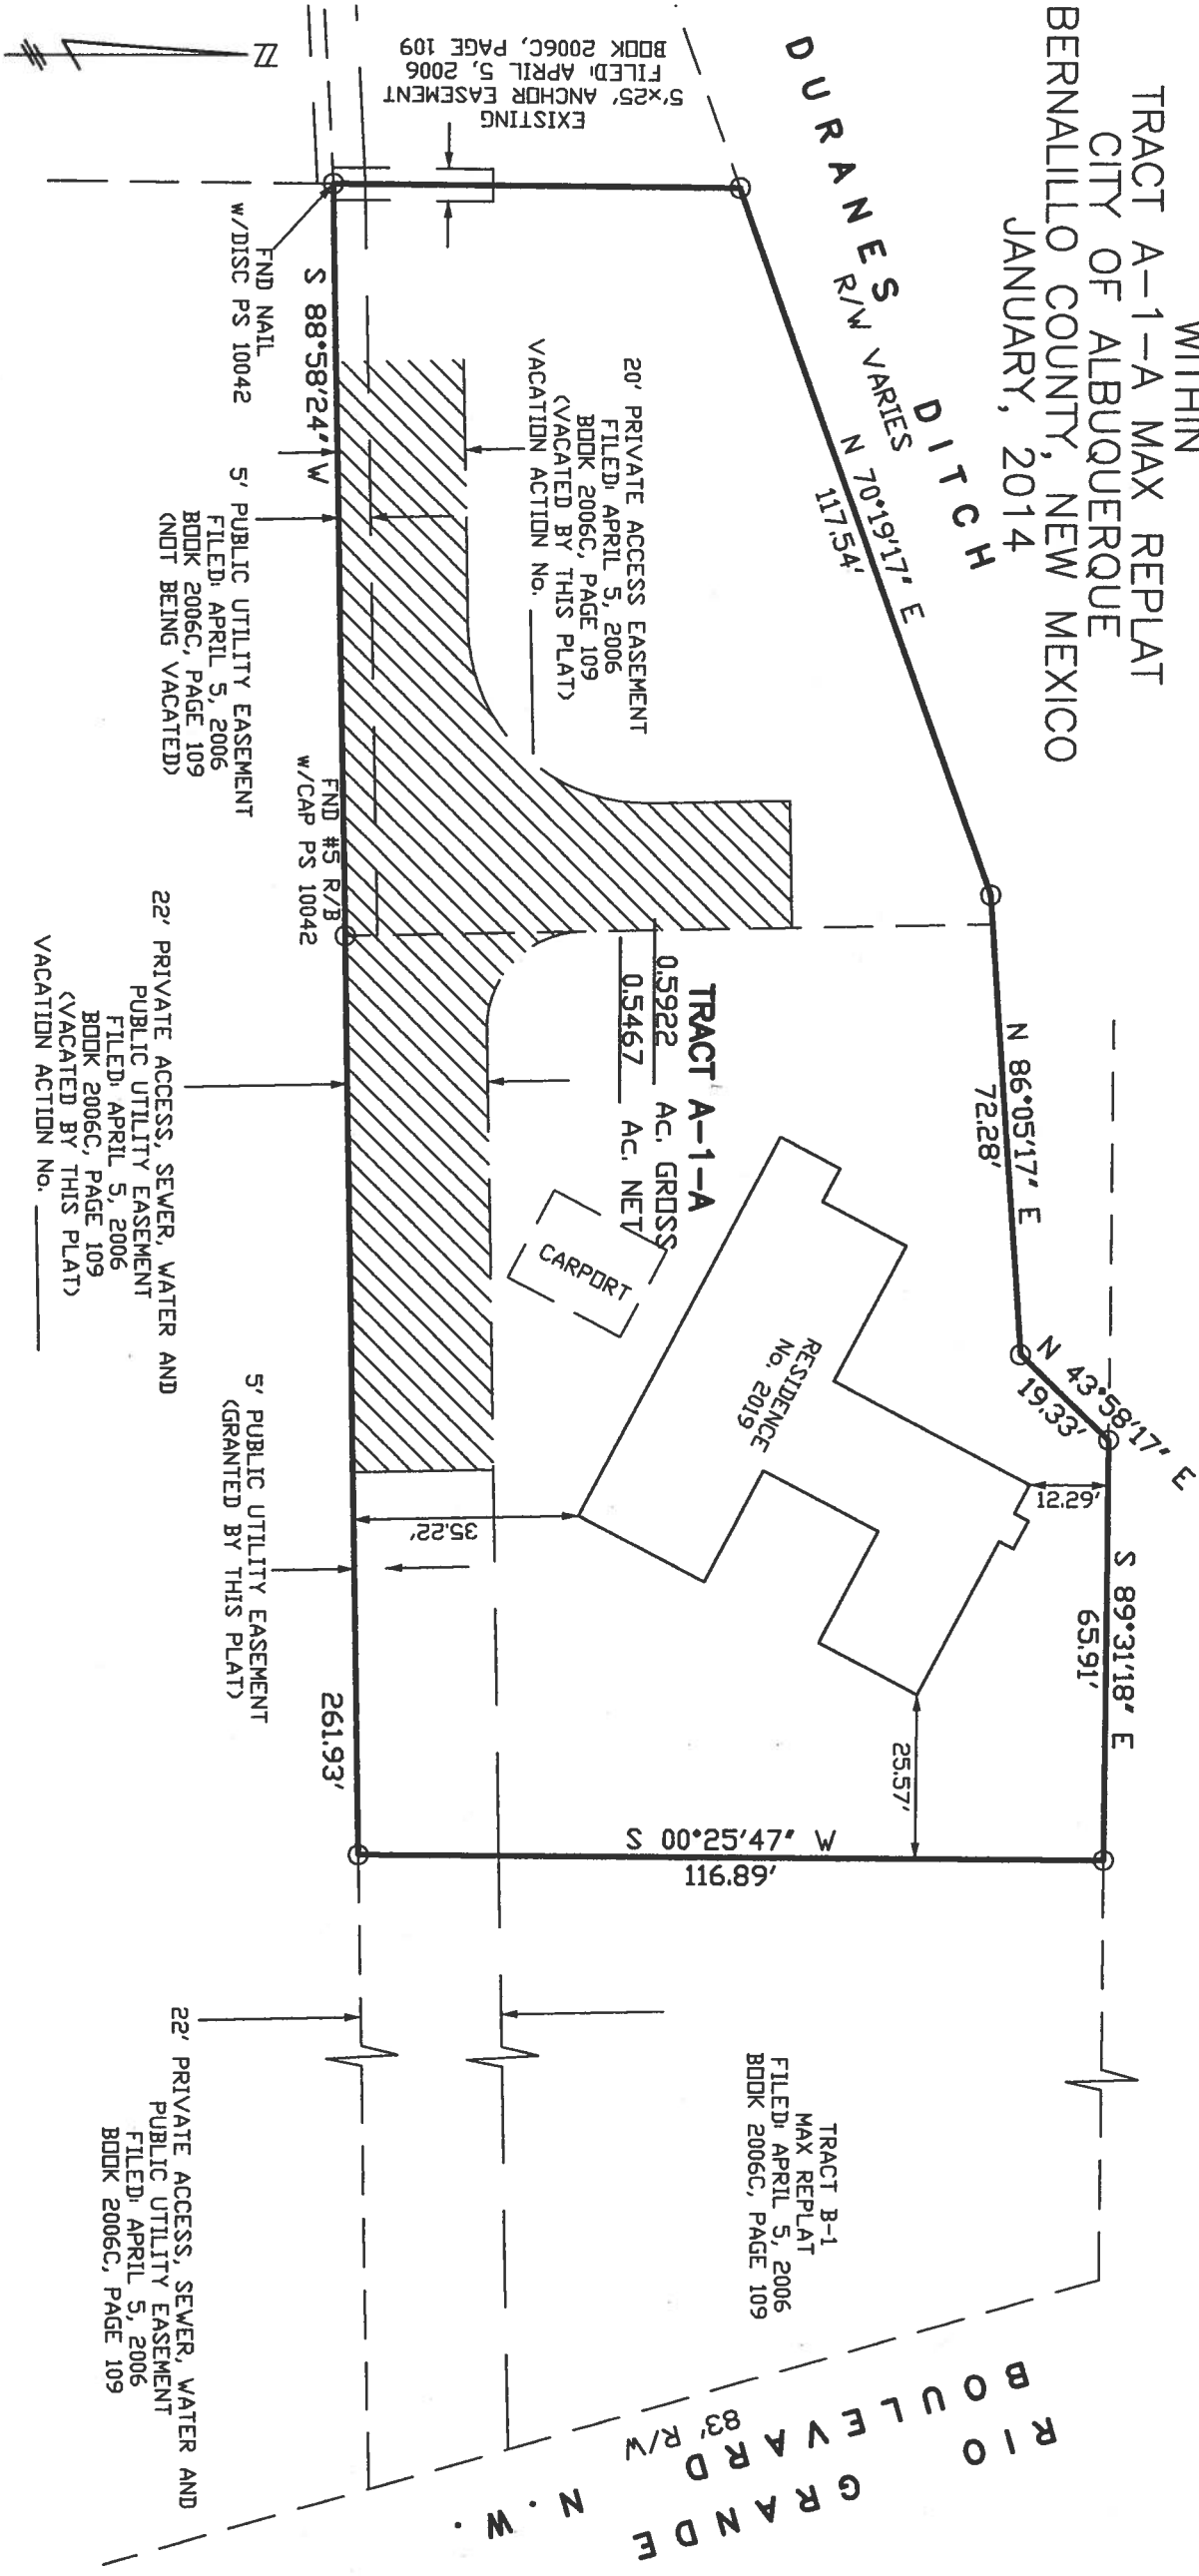 WITHIN
TRACT A-1-A MAX REPLAT
CITY OF ALBUQUERQUE
BERNALILLO COUNTY, NEW MEXICO
JANUARY, 2014
DURANES DITCH
R/W VARIES
N 70°19'17" E
117.54'
N 86°05'17" E
72.28'
N 43°58'17" E
19.33'
S 89°31'18" E
65.91'
12.29'
25.57'
S 00°25'47" W
116.89'
35.22'
RESIDENCE
No. 2019
CARPORT
TRACT A-1-A
0.5922 Ac. GROSS
0.5467 Ac. NET
20' PRIVATE ACCESS EASEMENT
FILED: APRIL 5, 2006
BOOK 2006C, PAGE 109
(VACATED BY THIS PLAT)
VACATION ACTION No.
EXISTING
5'x25' ANCHOR EASEMENT
FILED: APRIL 5, 2006
BOOK 2006C, PAGE 109
N
FND NAIL
w/DISC PS 10042
S 88°58'24" W
261.93'
5' PUBLIC UTILITY EASEMENT
FILED: APRIL 5, 2006
BOOK 2006C, PAGE 109
(NOT BEING VACATED)
FND #5 R/B
w/CAP PS 10042
22' PRIVATE ACCESS, SEWER, WATER AND
PUBLIC UTILITY EASEMENT
FILED: APRIL 5, 2006
BOOK 2006C, PAGE 109
(VACATED BY THIS PLAT)
VACATION ACTION No.
5' PUBLIC UTILITY EASEMENT
(GRANTED BY THIS PLAT)
TRACT B-1
MAX REPLAT
FILED: APRIL 5, 2006
BOOK 2006C, PAGE 109
22' PRIVATE ACCESS, SEWER, WATER AND
PUBLIC UTILITY EASEMENT
FILED: APRIL 5, 2006
BOOK 2006C, PAGE 109
RIO GRANDE
BOULEVARD N.W.
83' R/W